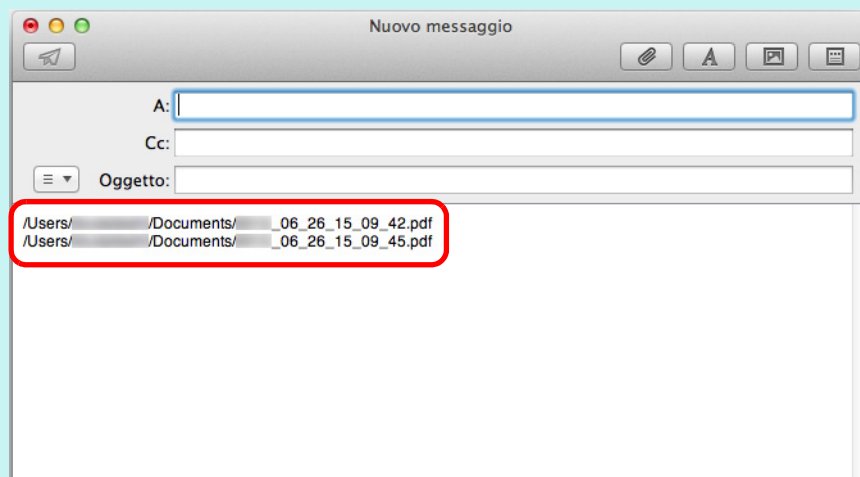 Nuovo messaggio
A:
Cc:
Oggetto:
/Users/ /Documents/ _06_26_15_09_42.pdf
/Users/ /Documents/ _06_26_15_09_45.pdf